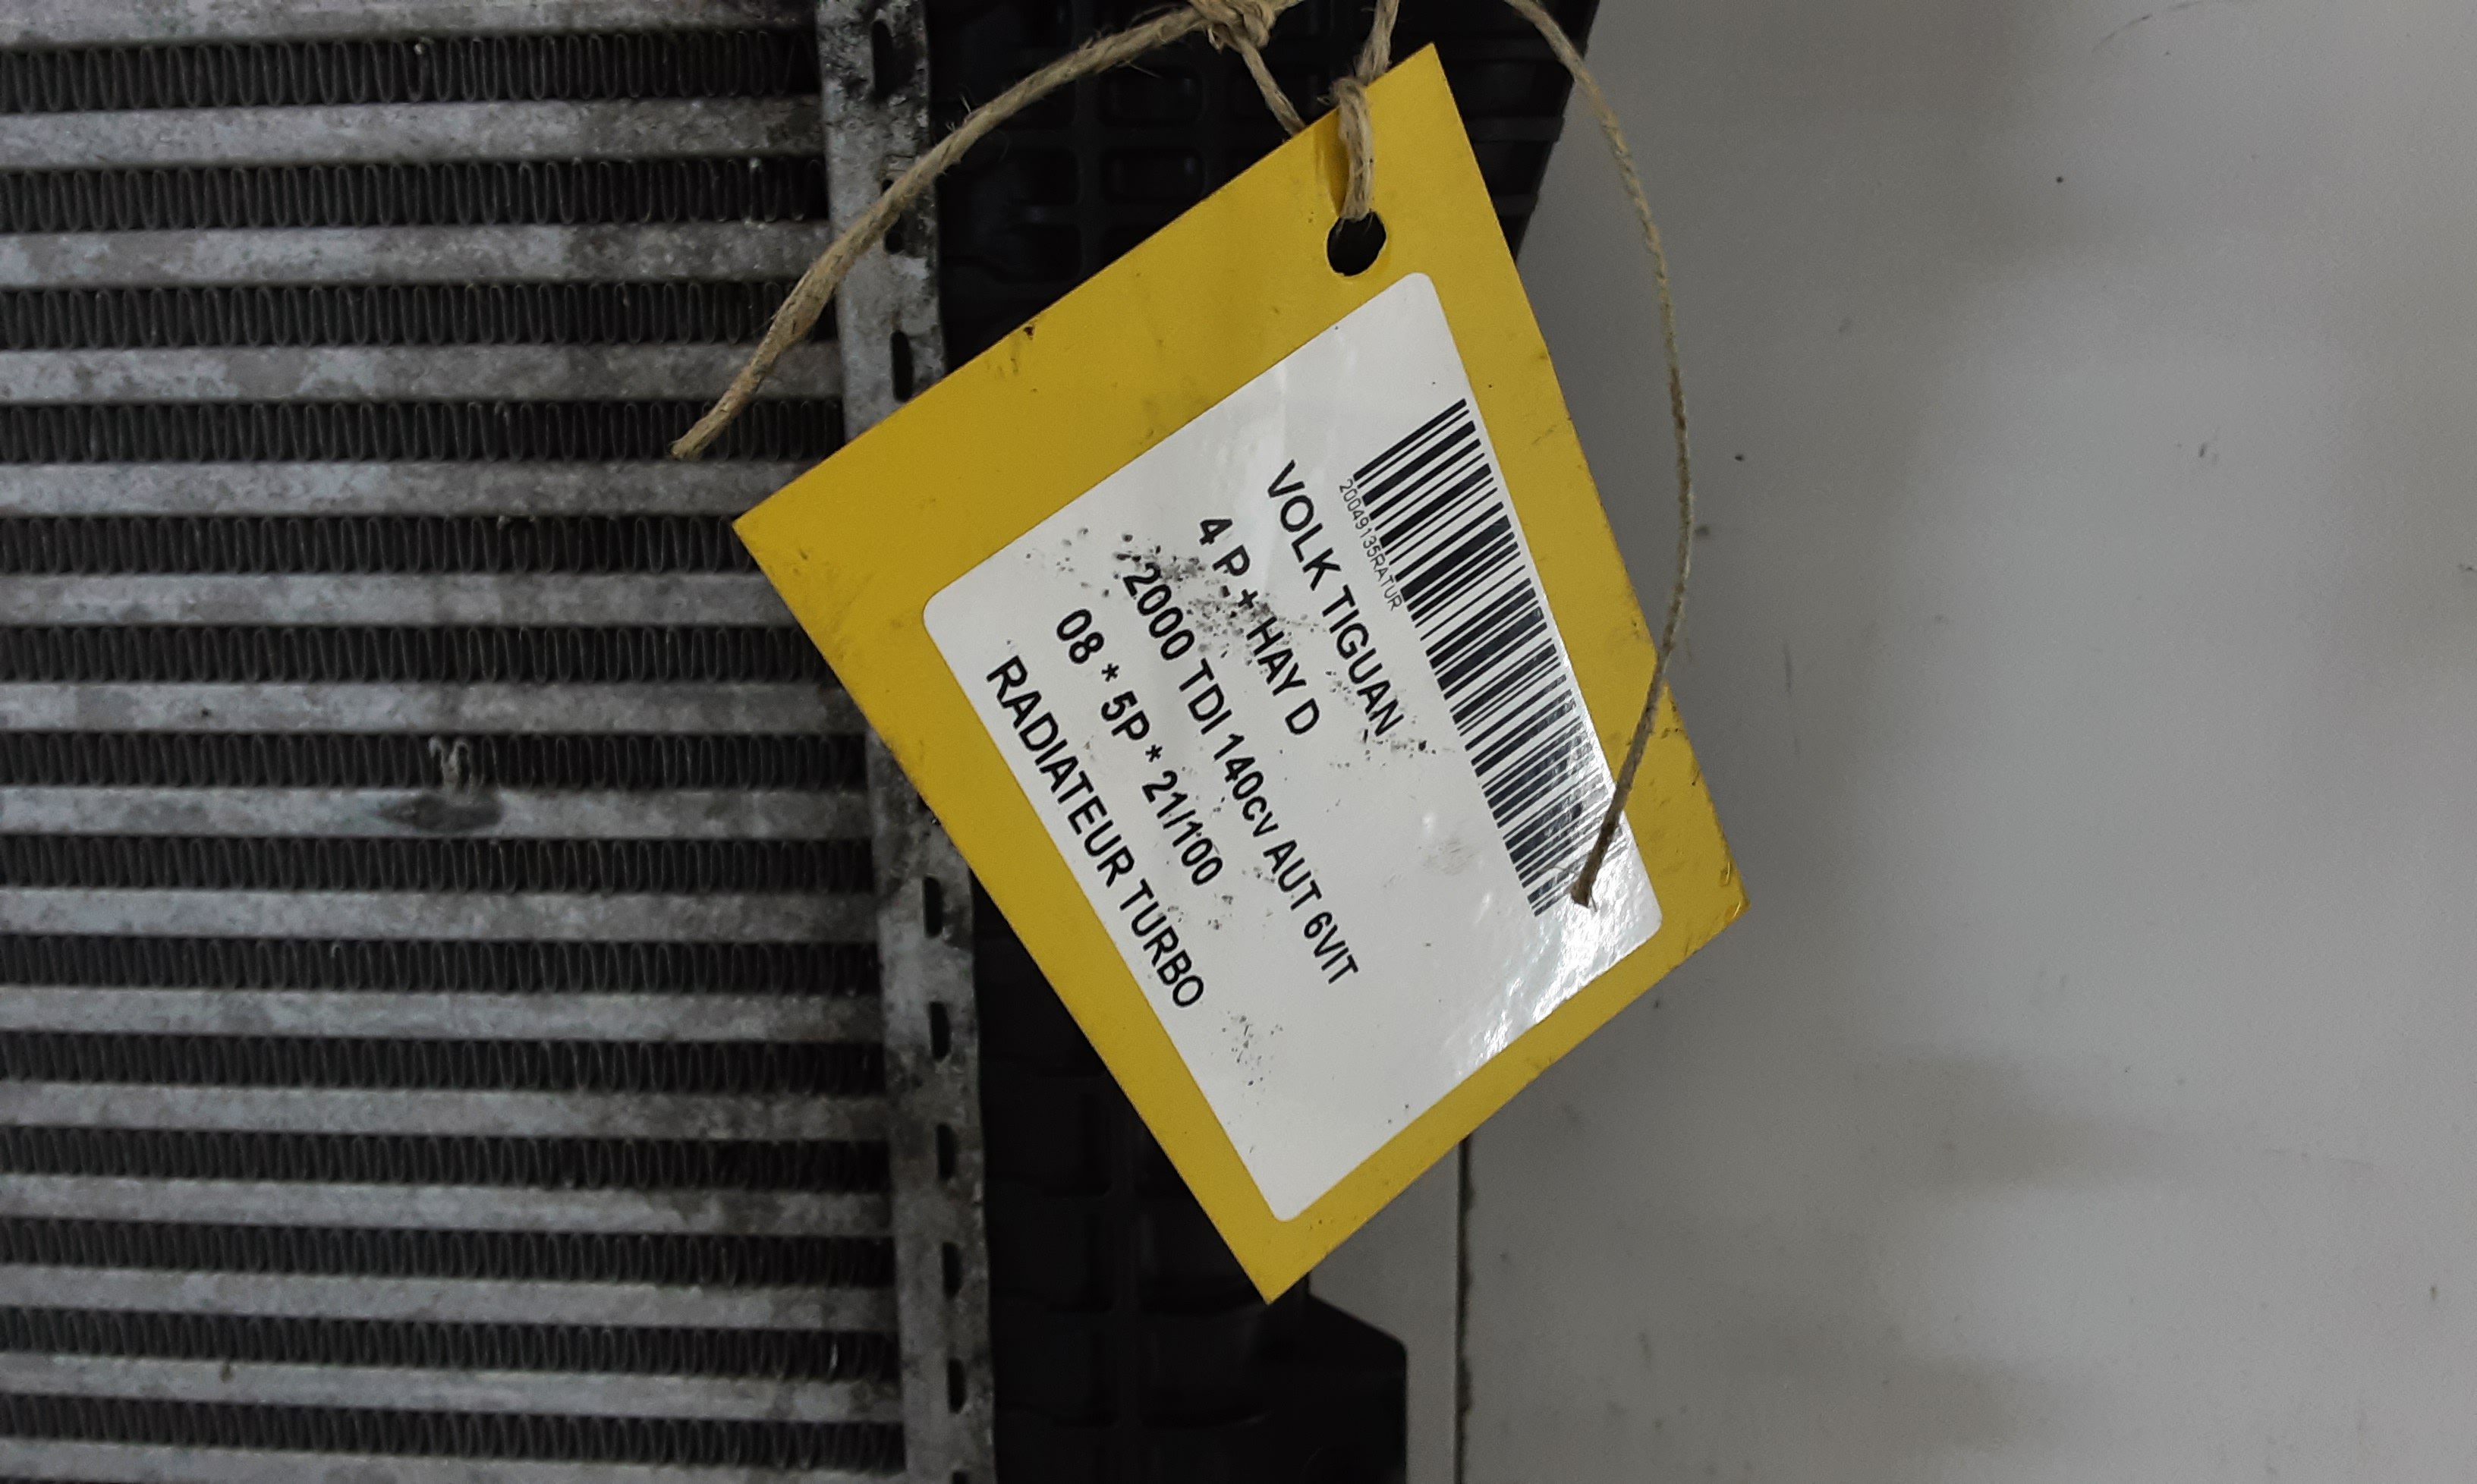 20049135RATUR
VOLK TIGUAN
4 P + HAY D
2000 TDI 140cv AUT 6VIT
08 * 5P * 21/100
RADIATEUR TURBO